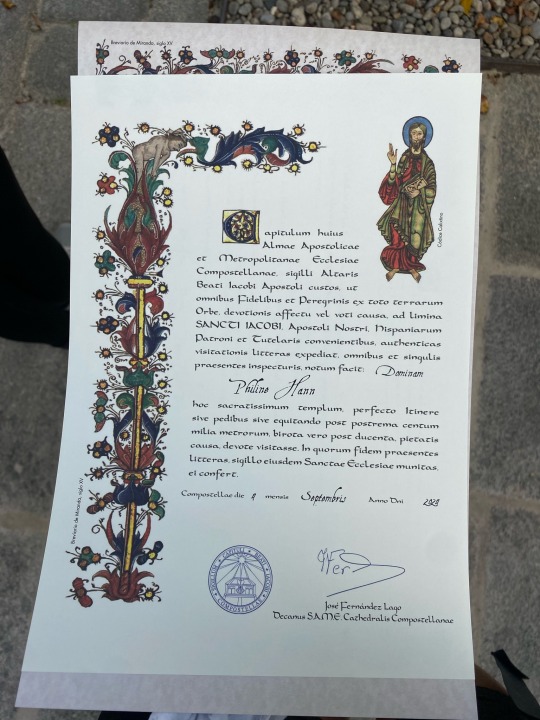 Breviario de Miranda, siglo XV
Codice Calixtino
Capitulum huius
Almae Apostolicae
et Metropolitanae Ecclesiae
Compostellanae, sigilli Altaris
Beati Iacobi Apostoli custos, ut
omnibus Fidelibus et Peregrinis ex toto terrarum
Orbe, devotionis affectu vel voti causa, ad limina
SANCTI IACOBI, Apostoli Nostri, Hispaniarum
Patroni et Tutelaris convenientibus, authenticas
visitationis litteras expediat, omnibus et singulis
praesentes inspecturis, notum facit: Dominam
Philine Hann
hoc sacratissimum templum, perfecto Itinere
sive pedibus sive equitando post postrema centum
milia metrorum, birota vero post ducenta, pietatis
causa, devote visitasse. In quorum fidem praesentes
litteras, sigillo eiusdem Sanctae Ecclesiae munitas,
ei confert.
Compostellae die 9 mensis Septembris Anno Dni 2023
Breviario de Miranda, siglo XV
CAPITULI
COMPOSTELLANAE
José Fernández Lago
Decanus S.A.M.E. Cathedralis Compostellanae